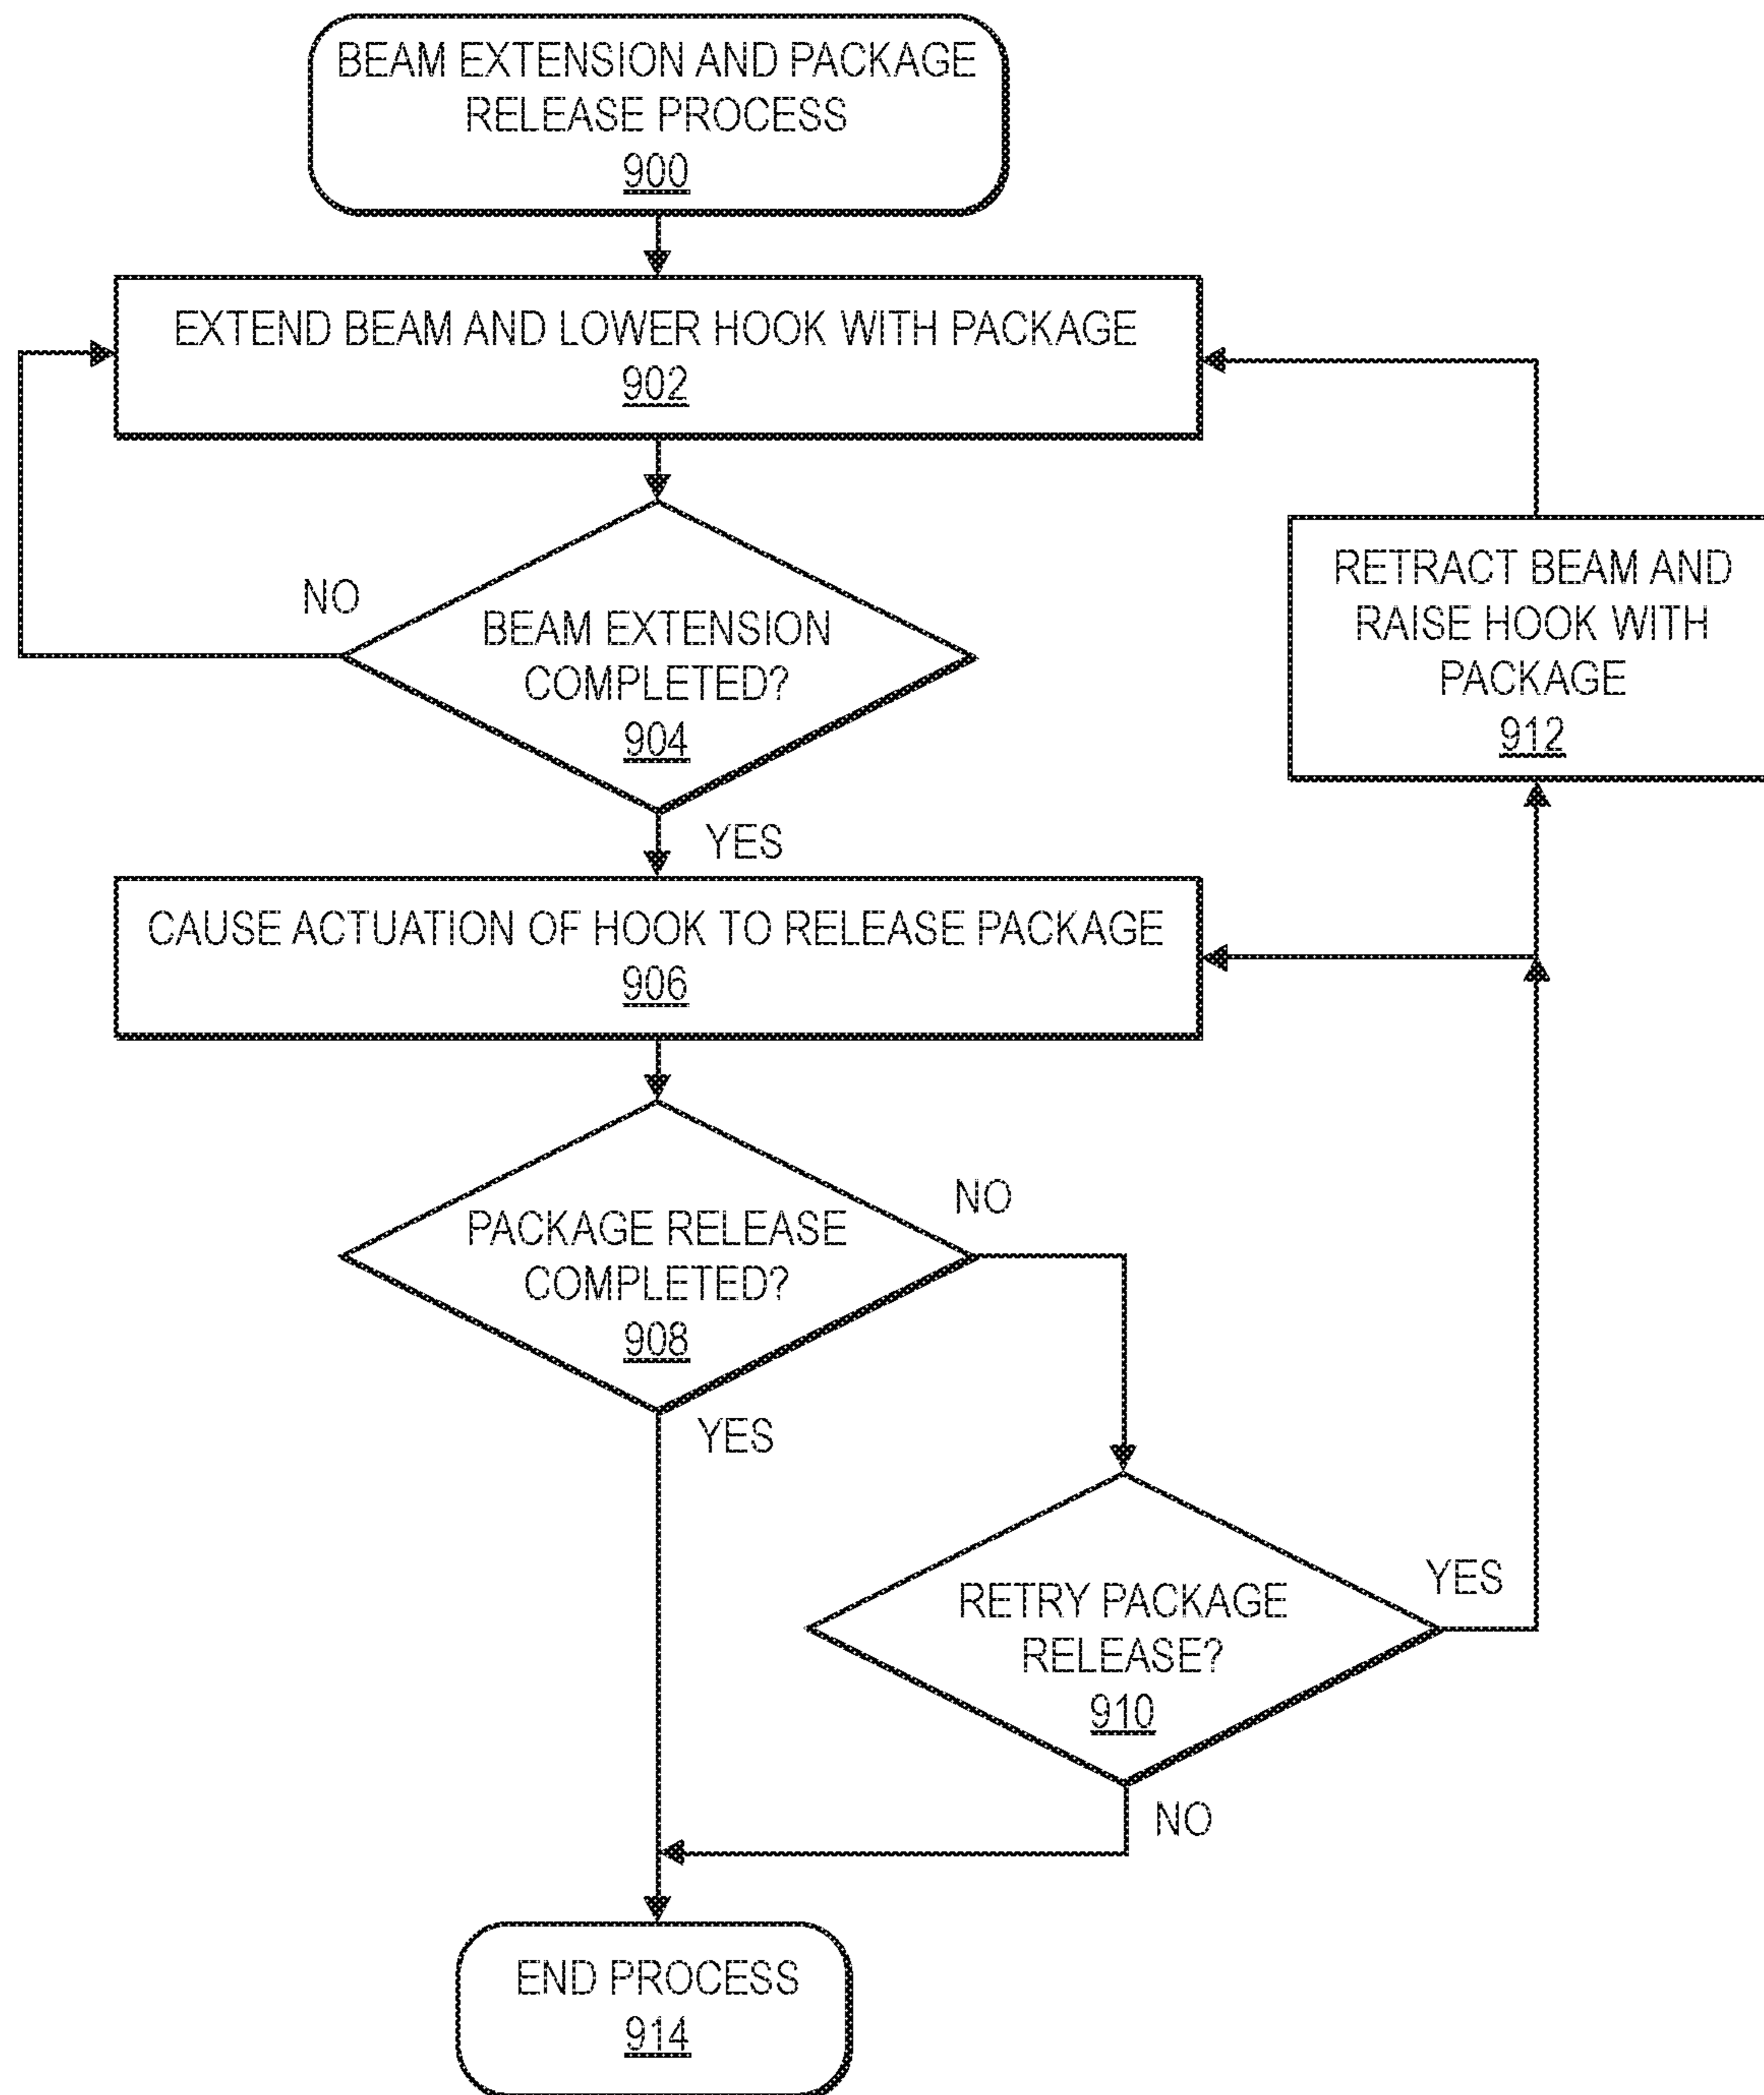 BEAM EXTENSION AND PACKAGE
RELEASE PROCESS
900
EXTEND BEAM AND LOWER HOOK WITH PACKAGE
902
NO
BEAM EXTENSION
COMPLETED?
904
YES
RETRACT BEAM AND
RAISE HOOK WITH
PACKAGE
912
CAUSE ACTUATION OF HOOK TO RELEASE PACKAGE
906
NO
PACKAGE RELEASE
COMPLETED?
908
YES
RETRY PACKAGE
RELEASE?
910
YES
NO
END PROCESS
914